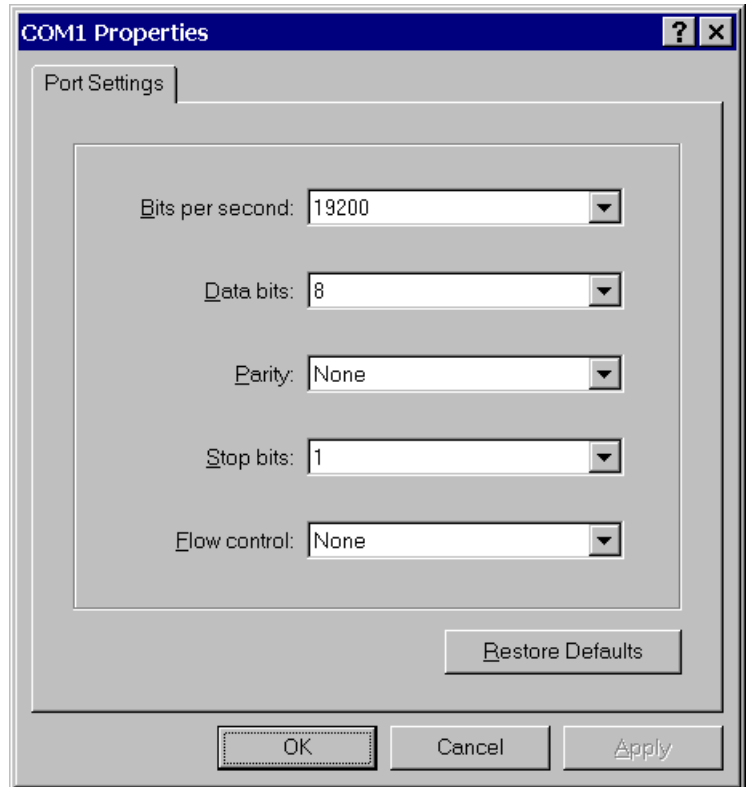 COM1 Properties
Port Settings
Bits per second: 19200
Data bits: 8
Parity: None
Stop bits: 1
Flow control: None
Restore Defaults
OK Cancel Apply